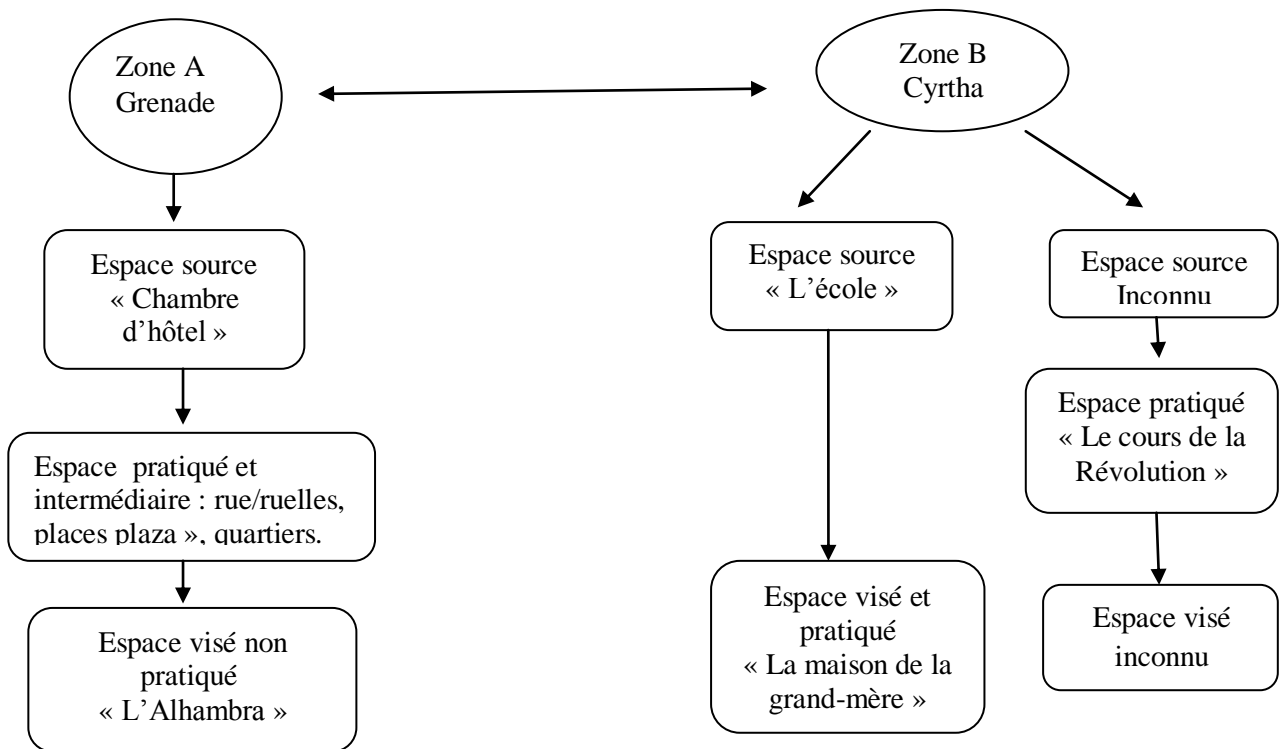 Zone A
Grenade
Zone B
Cyrtha
Espace source
« Chambre
d’hôtel »
Espace source
« L’école »
Espace source
Inconnu
Espace pratiqué et
intermédiaire : rue/ruelles,
places plaza », quartiers.
Espace pratiqué
« Le cours de la
Révolution »
Espace visé non
pratiqué
« L’Alhambra »
Espace visé et
pratiqué
« La maison de la
grand-mère »
Espace visé
inconnu